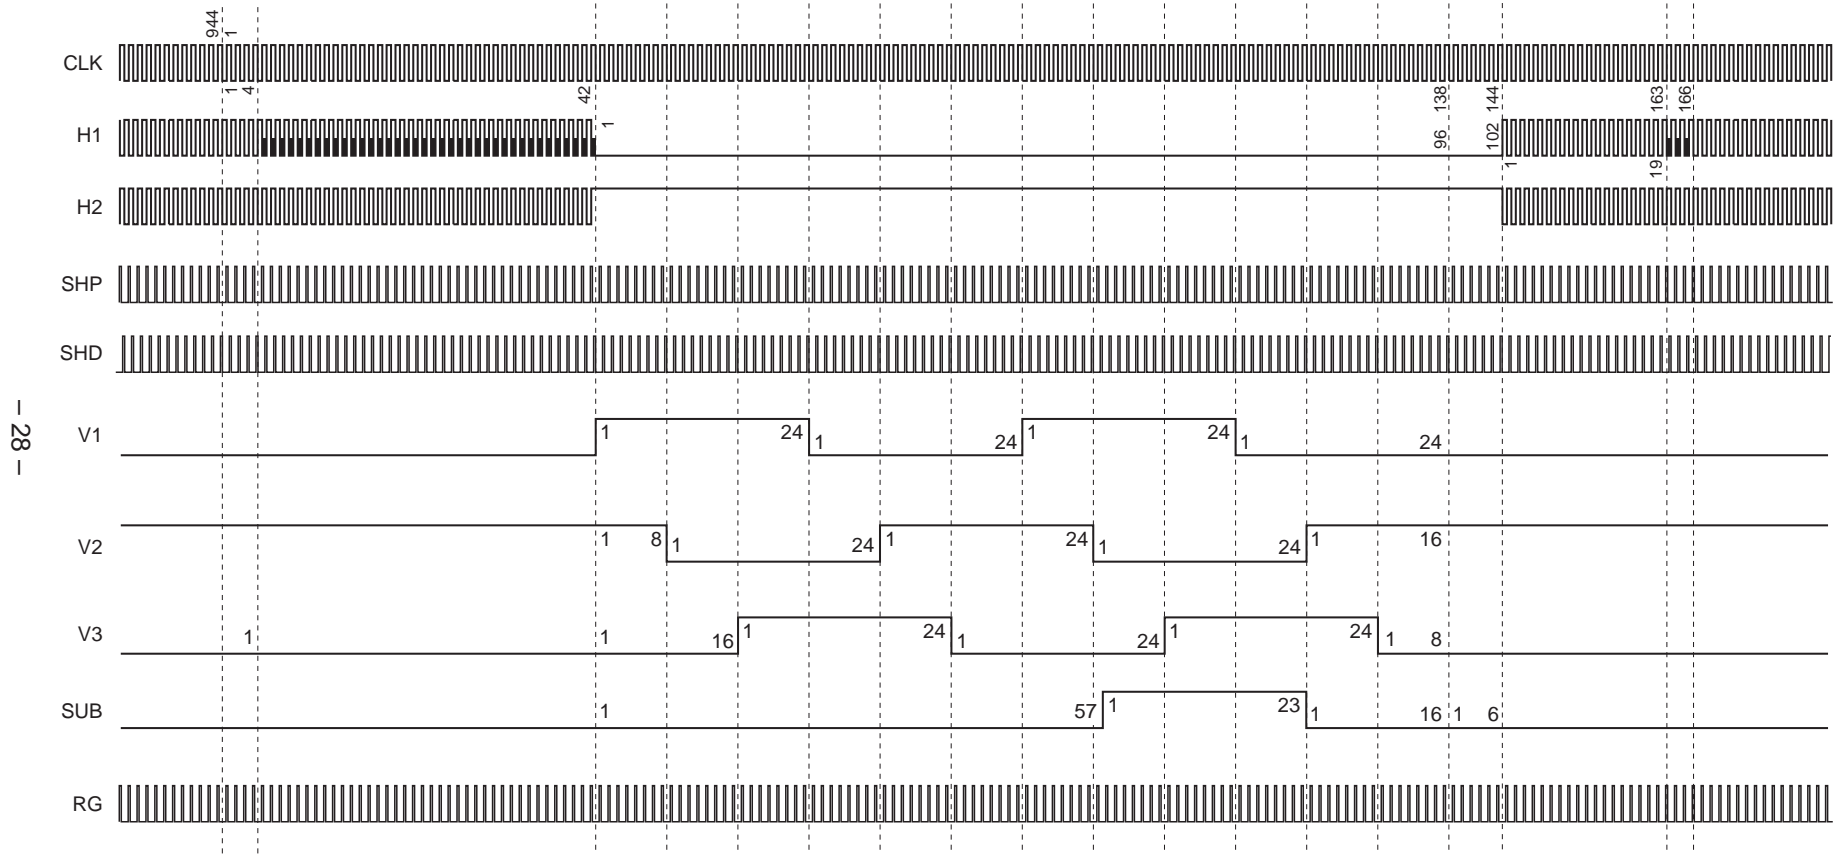 944 1
CLK
1 4 42 138 144 163 166
H1 1 96 102 1 19
H2
SHP
SHD
V1 1 24 1 24 1 24 1 24
V2 1 8 1 24 1 24 1 24 1 16
V3 1 1 16 1 24 1 24 1 24 1 8
SUB 1 57 1 23 1 16 1 6
RG
– 28 –